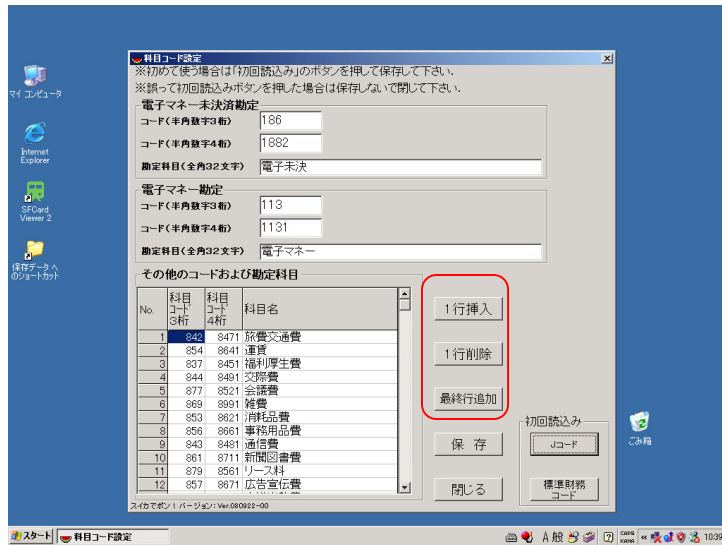 科目コード設定
※初めて使う場合は「初回読込み」のボタンを押して保存して下さい.
※誤って初回読込みボタンを押した場合は保存しないで閉じて下さい.
マイ コンピュータ
Internet
Explorer
SFCard
Viewer 2
保存データへ
のショートカット
電子マネー未決済勘定
コード(半角数字3桁) 186
コード(半角数字4桁) 1882
勘定科目(全角32文字) 電子未決
電子マネー勘定
コード(半角数字3桁) 113
コード(半角数字4桁) 1131
勘定科目(全角32文字) 電子マネー
その他のコードおよび勘定科目
No. 科目コード3桁 科目コード4桁 科目名
1 842 8471 旅費交通費
2 854 8641 運賃
3 837 8451 福利厚生費
4 844 8491 交際費
5 877 8521 会議費
6 869 8991 雑費
7 853 8621 消耗品費
8 856 8661 事務用品費
9 843 8481 通信費
10 861 8711 新聞図書費
11 879 8561 リース料
12 857 8671 広告宣伝費
1行挿入
1行削除
最終行追加
保 存
閉じる
初回読込み
Jコード
標準財務
コード
ごみ箱
スイカでポン! バージョン: Ver.080922-00
スタート
科目コード設定
A 般
CAPS
KANA
10:39